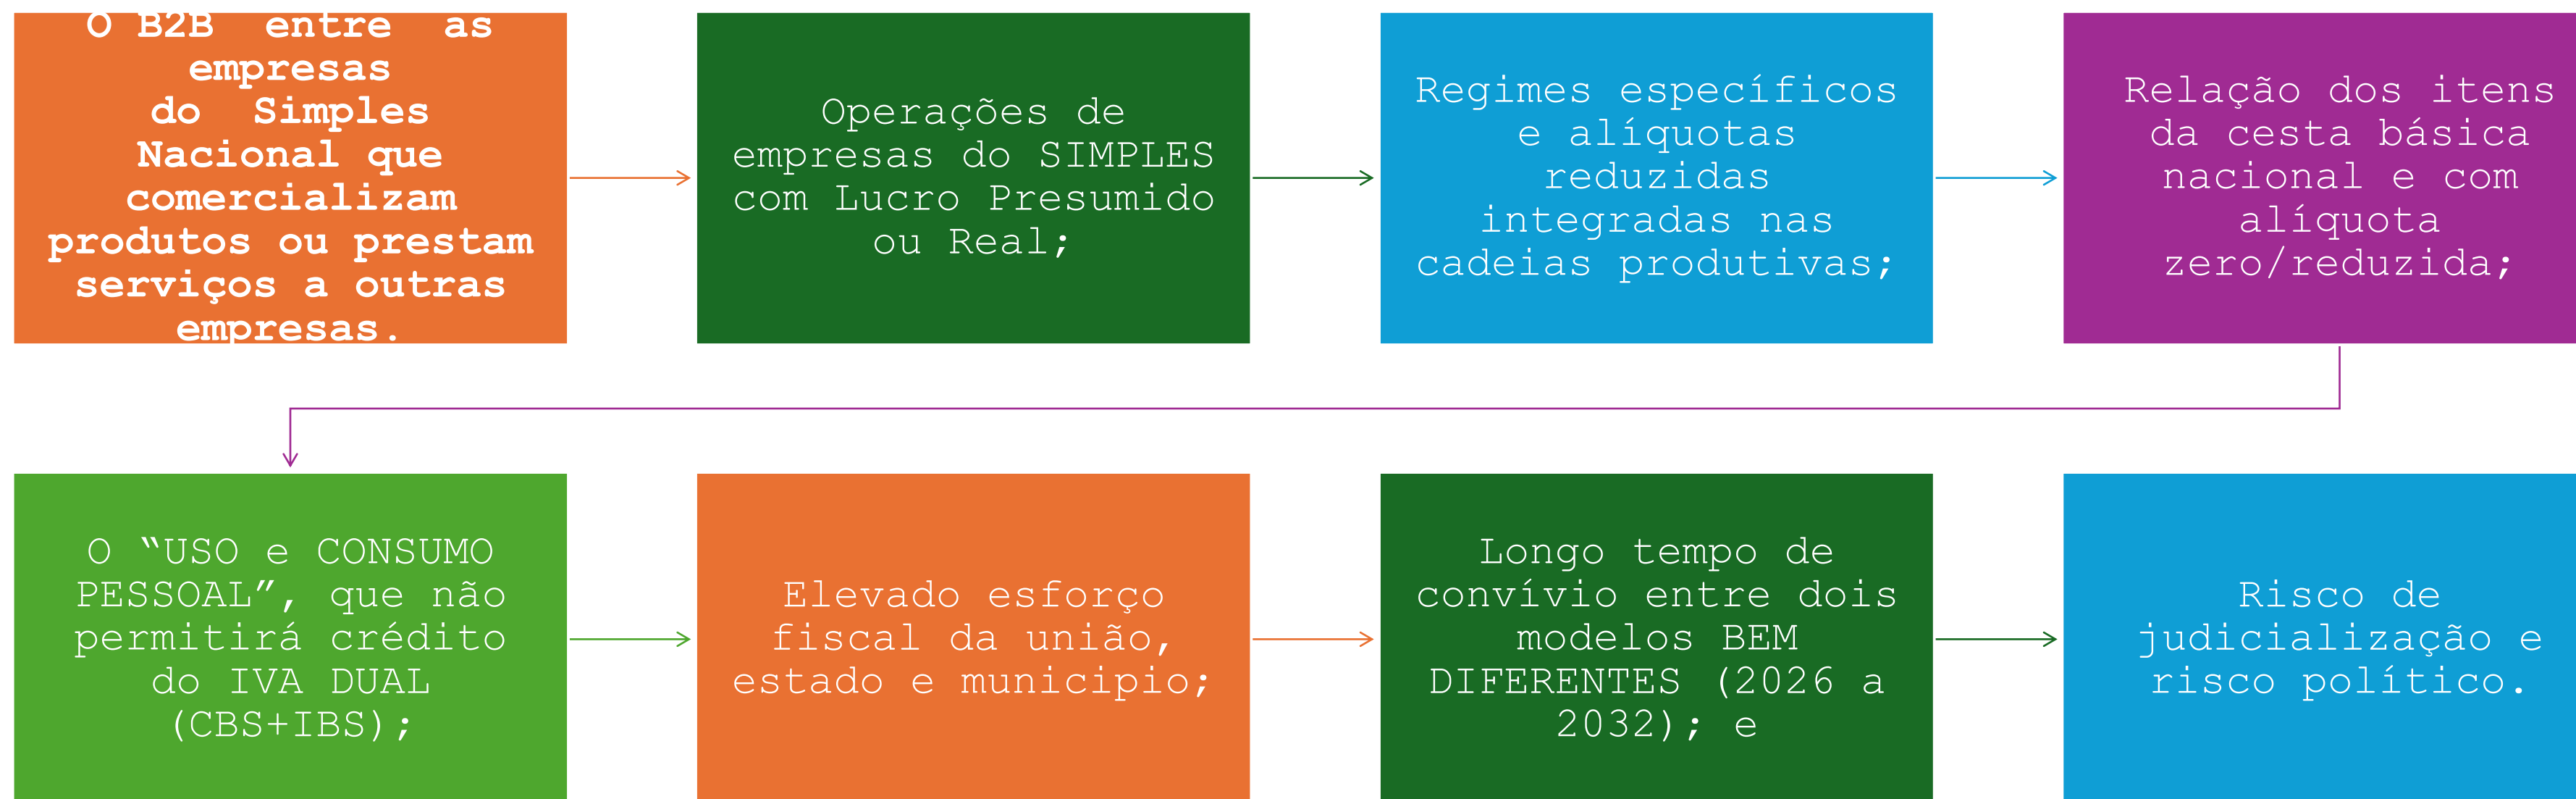 O B2B entre as
empresas
do Simples
Nacional que
comercializam
produtos ou prestam
serviços a outras
empresas.
Operações de
empresas do SIMPLES
com Lucro Presumido
ou Real;
Regimes específicos
e alíquotas
reduzidas
integradas nas
cadeias produtivas;
Relação dos itens
da cesta básica
nacional e com
alíquota
zero/reduzida;
O “USO e CONSUMO
PESSOAL”, que não
permitirá crédito
do IVA DUAL
(CBS+IBS);
Elevado esforço
fiscal da união,
estado e municipio;
Longo tempo de
convívio entre dois
modelos BEM
DIFERENTES (2026 a
2032); e
Risco de
judicialização e
risco político.